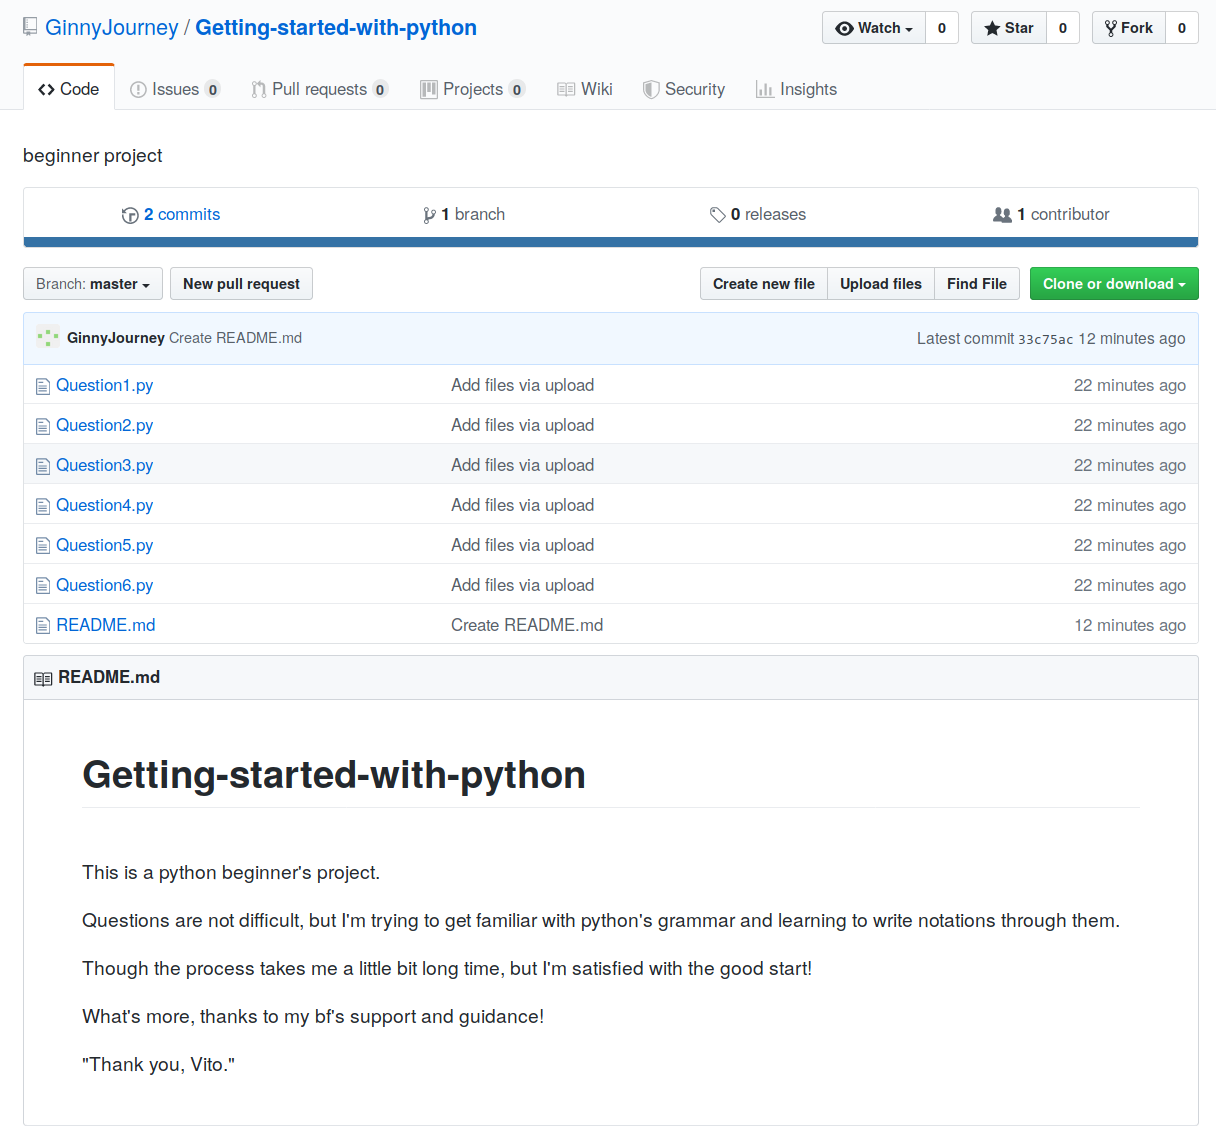 GinnyJourney / Getting-started-with-python Watch 0 Star 0 Fork 0
Code Issues 0 Pull requests 0 Projects 0 Wiki Security Insights
beginner project
2 commits 1 branch 0 releases 1 contributor
Branch: master New pull request Create new file Upload files Find File Clone or download
GinnyJourney Create README.md Latest commit 33c75ac 12 minutes ago
Question1.py Add files via upload 22 minutes ago
Question2.py Add files via upload 22 minutes ago
Question3.py Add files via upload 22 minutes ago
Question4.py Add files via upload 22 minutes ago
Question5.py Add files via upload 22 minutes ago
Question6.py Add files via upload 22 minutes ago
README.md Create README.md 12 minutes ago
README.md
Getting-started-with-python
This is a python beginner's project.
Questions are not difficult, but I'm trying to get familiar with python's grammar and learning to write notations through them.
Though the process takes me a little bit long time, but I'm satisfied with the good start!
What's more, thanks to my bf's support and guidance!
"Thank you, Vito."